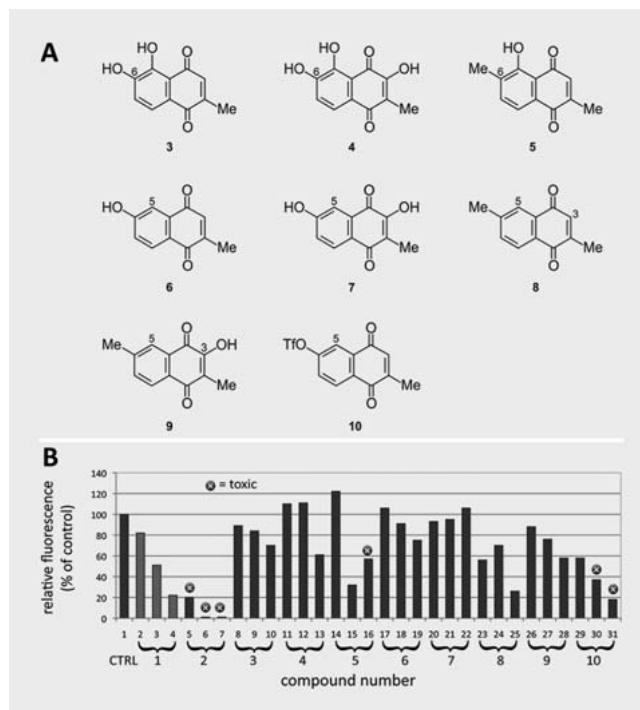 A
HO O HO O HO O
HO 6 HO 6 OH Me 6
Me Me Me
O O O
3 4 5
O O O
HO 5 HO 5 OH Me 5 3
Me Me Me
O O O
6 7 8
O O
Me 5 3 OH TfO 5
Me Me
O O
9 10
B
140
120
100
80
60
40
20
0
relative fluorescence
(% of control)
= toxic
1 2 3 4 5 6 7 8 9 10 11 12 13 14 15 16 17 18 19 20 21 22 23 24 25 26 27 28 29 30 31
CTRL 1 2 3 4 5 6 7 8 9 10
compound number